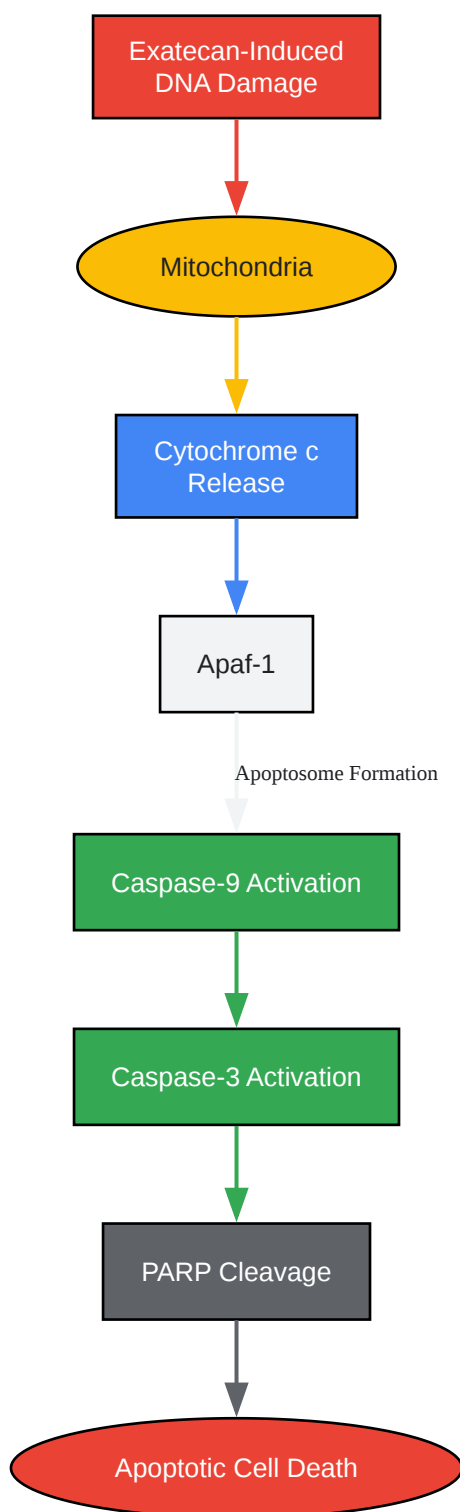 Exatecan-Induced
DNA Damage
Mitochondria
Cytochrome c
Release
Apaf-1
Apoptosome Formation
Caspase-9 Activation
Caspase-3 Activation
PARP Cleavage
Apoptotic Cell Death